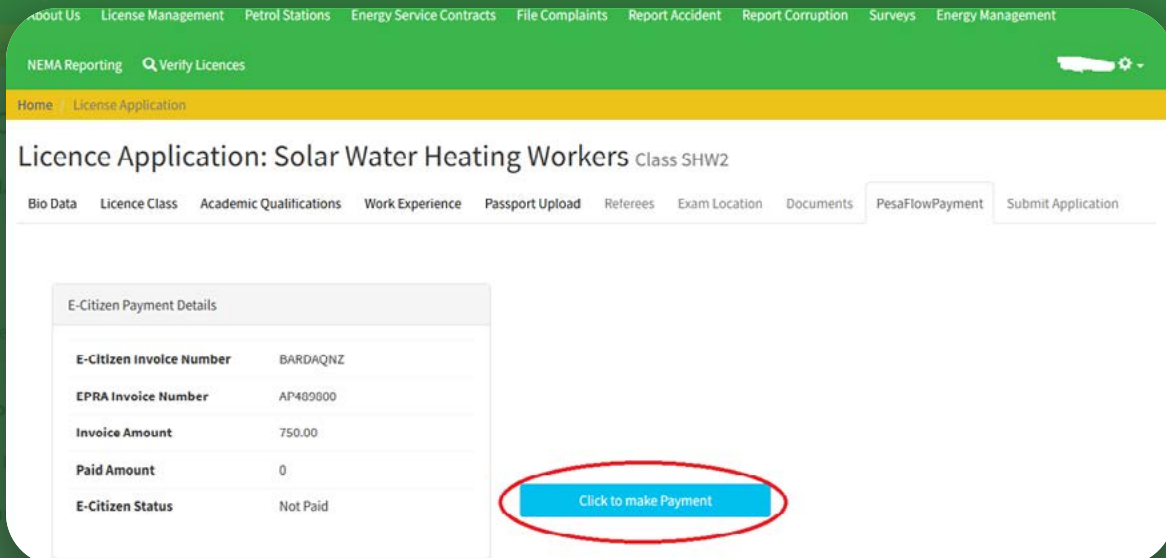 About Us License Management Petrol Stations Energy Service Contracts File Complaints Report Accident Report Corruption Surveys Energy Management
NEMA Reporting Verify Licences
Home / License Application
Licence Application: Solar Water Heating Workers Class SHW2
Bio Data Licence Class Academic Qualifications Work Experience Passport Upload Referees Exam Location Documents PesaFlowPayment Submit Application
E-Citizen Payment Details
E-Citizen Invoice Number BARDAQNZ
EPRA Invoice Number AP489800
Invoice Amount 750.00
Paid Amount 0
E-Citizen Status Not Paid
Click to make Payment